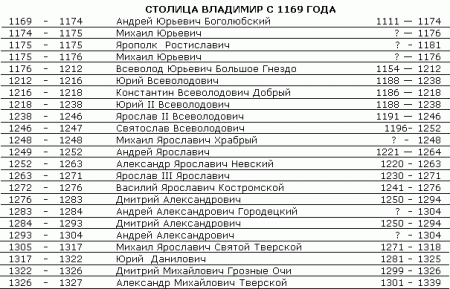 СТОЛИЦА ВЛАДИМИР С 1169 ГОДА
1169 - 1174 Андрей Юрьевич Боголюбский 1111 — 1174
1174 - 1175 Михаил Юрьевич ? — 1176
1175 - 1175 Ярополк Ростиславич ? - 1181
1175 - 1176 Михаил Юрьевич ? — 1176
1176 - 1212 Всеволод Юрьевич Большое Гнездо 1154 — 1212
1212 - 1216 Юрий Всеволодович 1188 — 1238
1216 - 1218 Константин Всеволодович Добрый 1186 — 1218
1218 - 1238 Юрий II Всеволодович 1188 — 1238
1238 - 1246 Ярослав II Всеволодович 1191 — 1246
1246 - 1247 Святослав Всеволодович 1196- 1252
1248 - 1248 Михаил Ярославич Храбрый ? - 1248
1249 - 1252 Андрей Ярославич 1221 — 1264
1252 - 1263 Александр Ярославич Невский 1220 - 1263
1263 - 1271 Ярослав III Ярославич 1230 - 1271
1272 - 1276 Василий Ярославич Костромской 1241 - 1276
1276 - 1283 Дмитрий Александрович 1250 - 1294
1283 - 1284 Андрей Александрович Городецкий ? - 1304
1284 - 1293 Дмитрий Александрович 1250 - 1294
1293 - 1304 Андрей Александрович ? - 1304
1305 - 1317 Михаил Ярославич Святой Тверской 1271 - 1318
1317 - 1322 Юрий Данилович 1281 - 1325
1322 - 1326 Дмитрий Михайлович Грозные Очи 1299 - 1326
1326 - 1327 Александр Михайлович Тверской 1301 - 1339